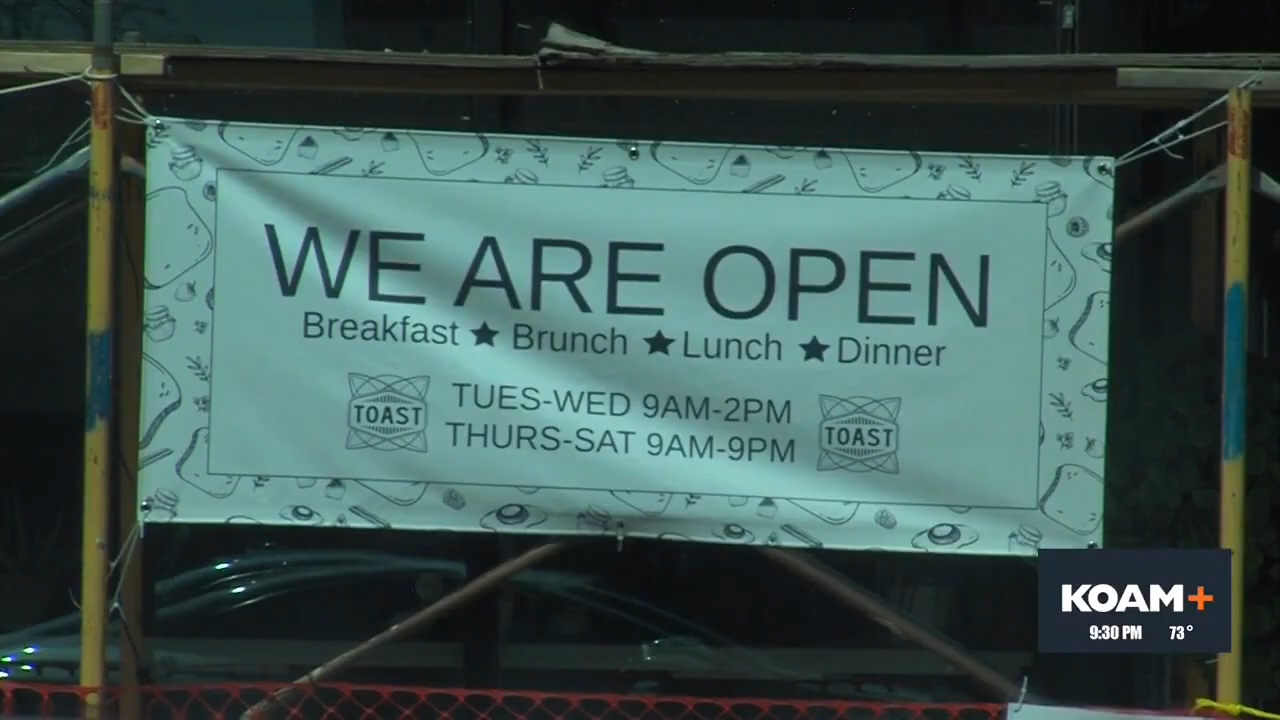 WE ARE OPEN
Breakfast ★ Brunch ★ Lunch ★ Dinner
TUES-WED 9AM-2PM
THURS-SAT 9AM-9PM
TOAST
TOAST
KOAM+
9:30 PM 73°